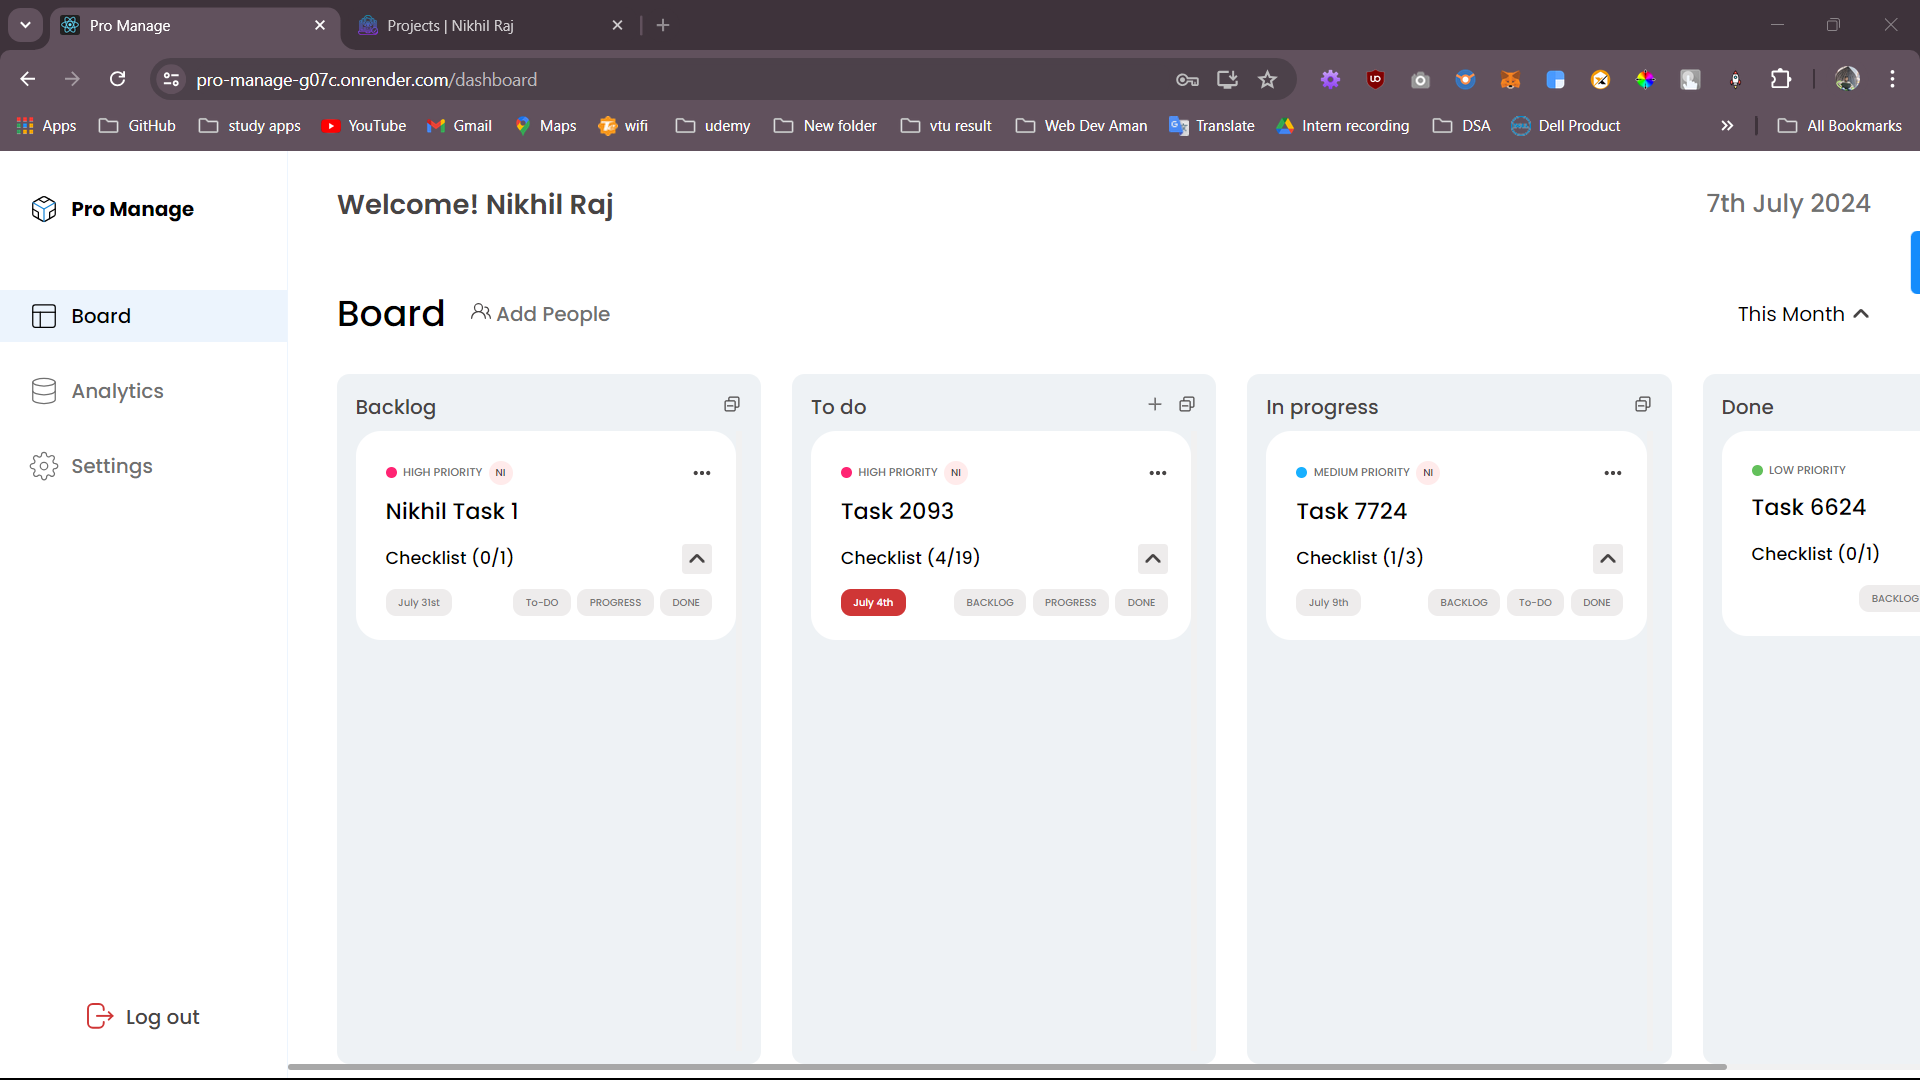 Pro Manage
Projects | Nikhil Raj
pro-manage-g07c.onrender.com/dashboard
Apps GitHub study apps YouTube Gmail Maps wifi udemy New folder vtu result Web Dev Aman Translate Intern recording DSA Dell Product All Bookmarks
Pro Manage
Board
Analytics
Settings
Log out
Welcome! Nikhil Raj
7th July 2024
Board
Add People
This Month
Backlog
HIGH PRIORITY NI
Nikhil Task 1
Checklist (0/1)
July 31st To-DO PROGRESS DONE
To do
HIGH PRIORITY NI
Task 2093
Checklist (4/19)
July 4th BACKLOG PROGRESS DONE
In progress
MEDIUM PRIORITY NI
Task 7724
Checklist (1/3)
July 9th BACKLOG To-DO DONE
Done
LOW PRIORITY
Task 6624
Checklist (0/1)
BACKLOG